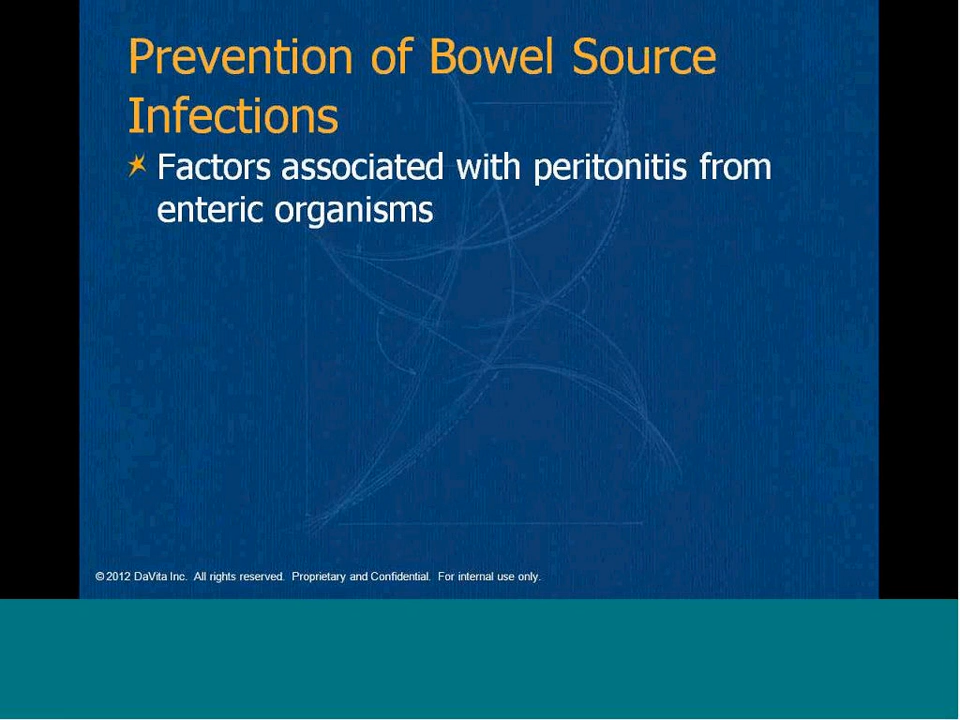 Prevention of Bowel Source
Infections
Factors associated with peritonitis from
enteric organisms
© 2012 DaVita Inc. All rights reserved. Proprietary and Confidential. For internal use only.